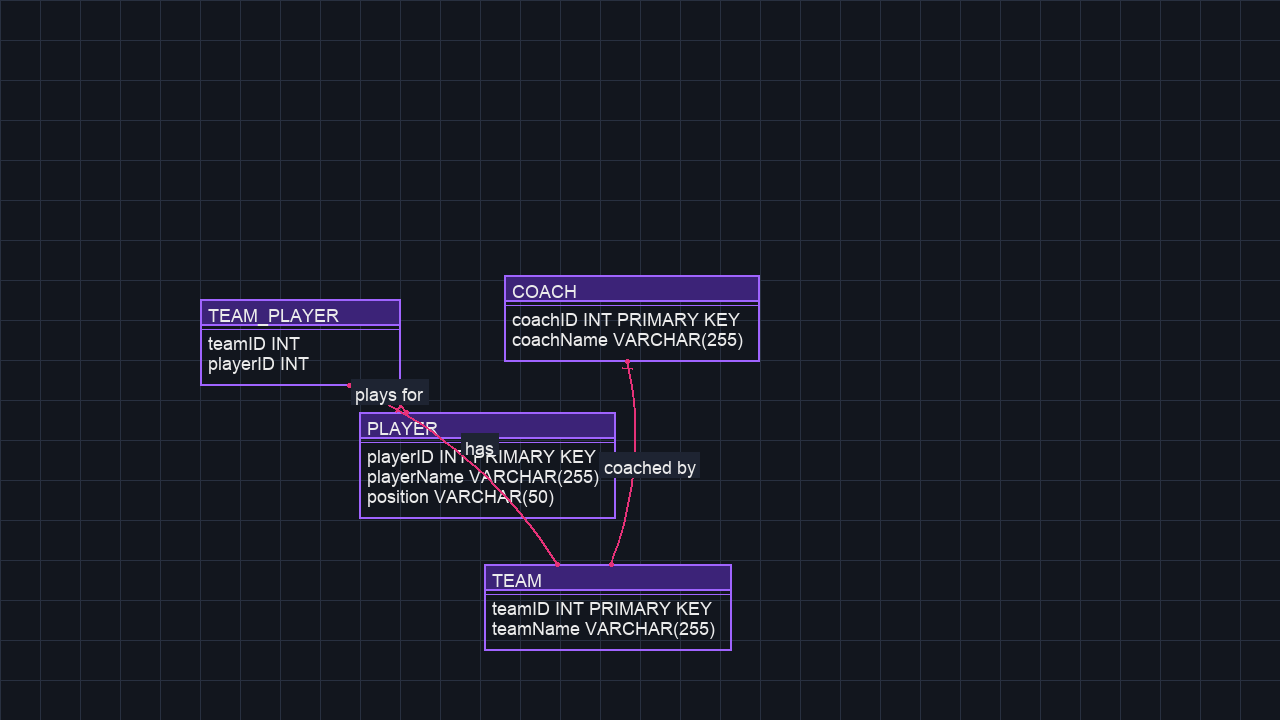 COACH
coachID INT PRIMARY KEY
coachName VARCHAR(255)
TEAM_PLAYER
teamID INT
playerID INT
plays for
PLAYER
has
playerID INT PRIMARY KEY
playerName VARCHAR(255)
position VARCHAR(50)
coached by
TEAM
teamID INT PRIMARY KEY
teamName VARCHAR(255)